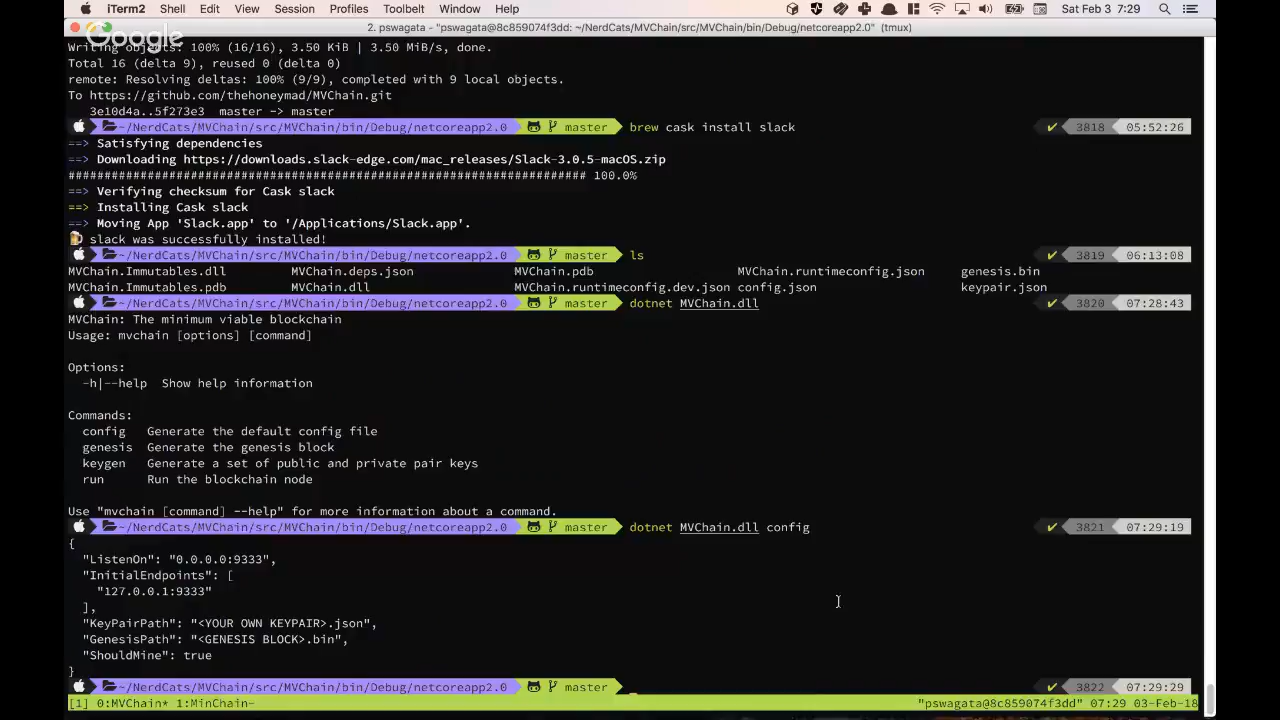 iTerm2 Shell Edit View Session Profiles Toolbelt Window Help Sat Feb 3 7:29
2. pswagata - "pswagata@8c859074f3dd: ~/NerdCats/MVChain/src/MVChain/bin/Debug/netcoreapp2.0" (tmux)
Google
Writing objects: 100% (16/16), 3.50 KiB | 3.50 MiB/s, done.
Total 16 (delta 9), reused 0 (delta 0)
remote: Resolving deltas: 100% (9/9), completed with 9 local objects.
To https://github.com/thehoneymad/MVChain.git
3e10d4a..5f273e3 master -> master
~/NerdCats/MVChain/src/MVChain/bin/Debug/netcoreapp2.0 master brew cask install slack ✔ 3818 05:52:26
==> Satisfying dependencies
==> Downloading https://downloads.slack-edge.com/mac_releases/Slack-3.0.5-macOS.zip
######################################################################## 100.0%
==> Verifying checksum for Cask slack
==> Installing Cask slack
==> Moving App 'Slack.app' to '/Applications/Slack.app'.
🍺 slack was successfully installed!
~/NerdCats/MVChain/src/MVChain/bin/Debug/netcoreapp2.0 master ls ✔ 3819 06:13:08
MVChain.Immutables.dll MVChain.deps.json MVChain.pdb MVChain.runtimeconfig.json genesis.bin
MVChain.Immutables.pdb MVChain.dll MVChain.runtimeconfig.dev.json config.json keypair.json
~/NerdCats/MVChain/src/MVChain/bin/Debug/netcoreapp2.0 master dotnet MVChain.dll ✔ 3820 07:28:43
MVChain: The minimum viable blockchain
Usage: mvchain [options] [command]
Options:
-h|--help Show help information
Commands:
config Generate the default config file
genesis Generate the genesis block
keygen Generate a set of public and private pair keys
run Run the blockchain node
Use "mvchain [command] --help" for more information about a command.
~/NerdCats/MVChain/src/MVChain/bin/Debug/netcoreapp2.0 master dotnet MVChain.dll config ✔ 3821 07:29:19
{
"ListenOn": "0.0.0.0:9333",
"InitialEndpoints": [
"127.0.0.1:9333"
],
"KeyPairPath": "<YOUR OWN KEYPAIR>.json",
"GenesisPath": "<GENESIS BLOCK>.bin",
"ShouldMine": true
}
~/NerdCats/MVChain/src/MVChain/bin/Debug/netcoreapp2.0 master ✔ 3822 07:29:29
[1] 0:MVChain* 1:MinChain- "pswagata@8c859074f3dd" 07:29 03-Feb-18